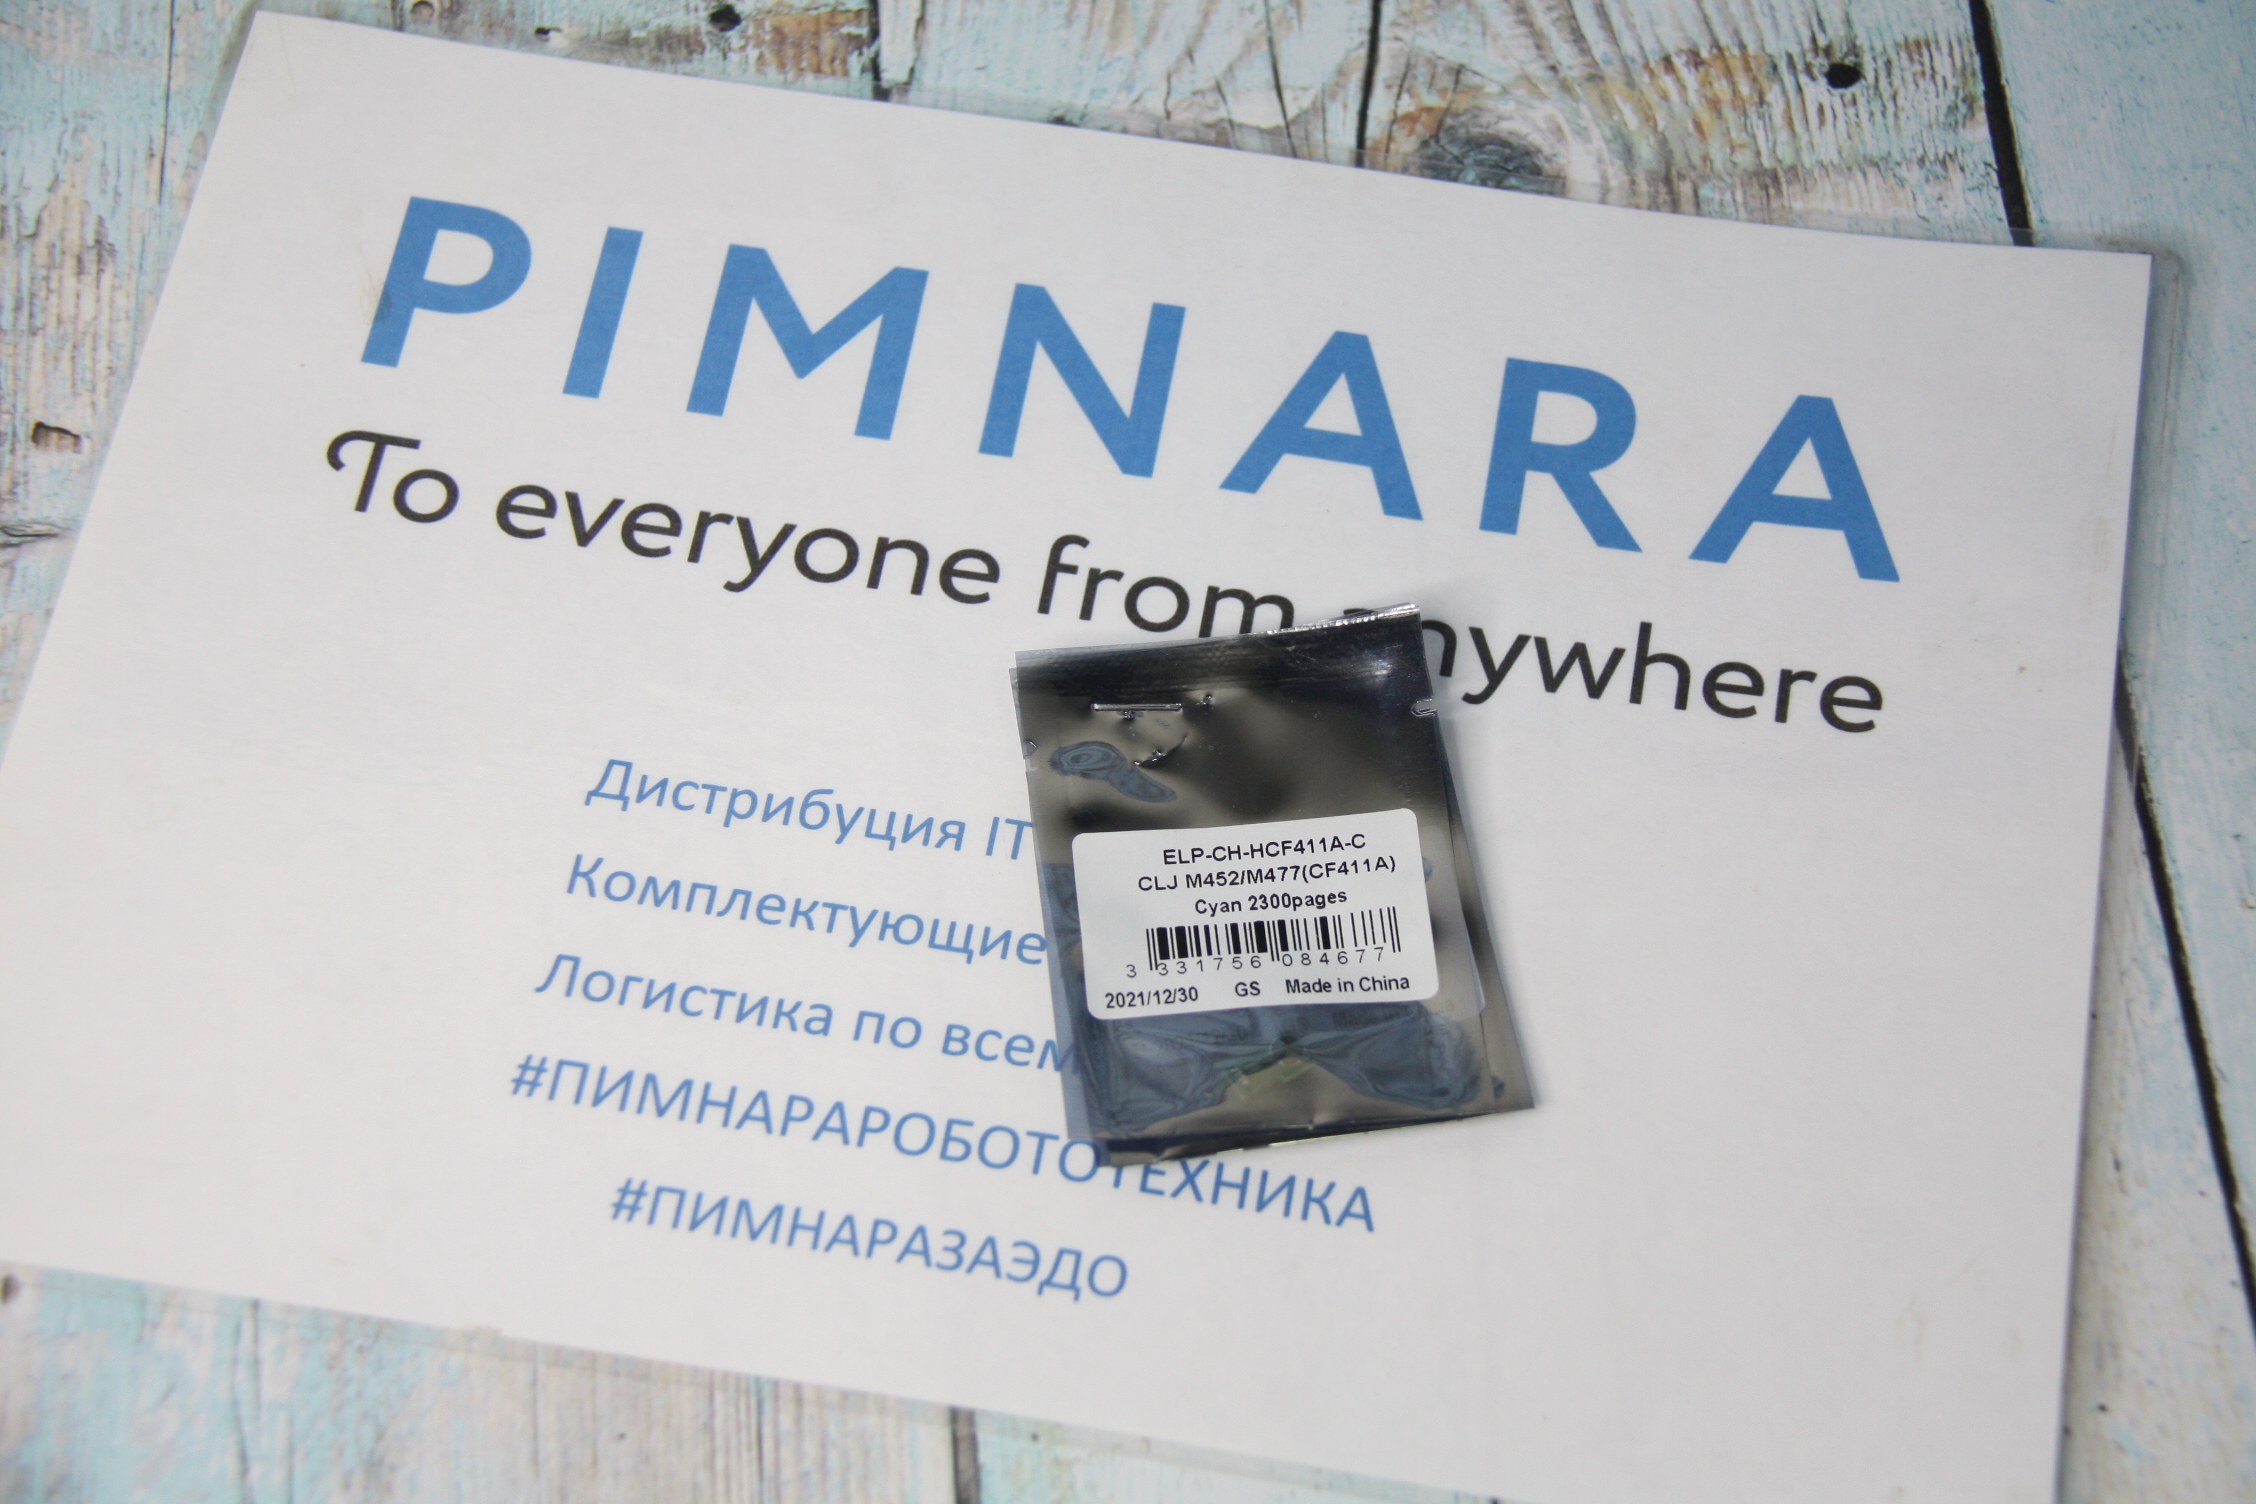 PIMNARA
To everyone from anywhere
Дистрибуция IT
Комплектующие
Логистика по всем
#ПИМНАРАРОБОТОТЕХНИКА
#ПИМНАРАЗАЭДО
ELP-CH-HCF411A-C
CLJ M452/M477(CF411A)
Cyan 2300pages
3 331756 084677
2021/12/30 GS Made in China